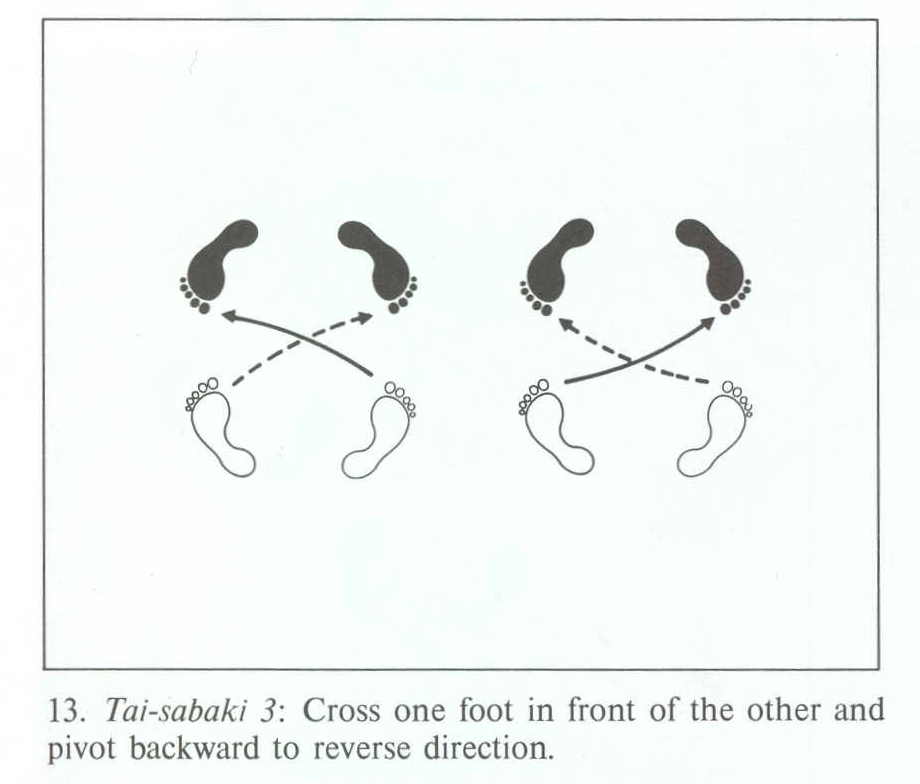 13. Tai-sabaki 3: Cross one foot in front of the other and
pivot backward to reverse direction.